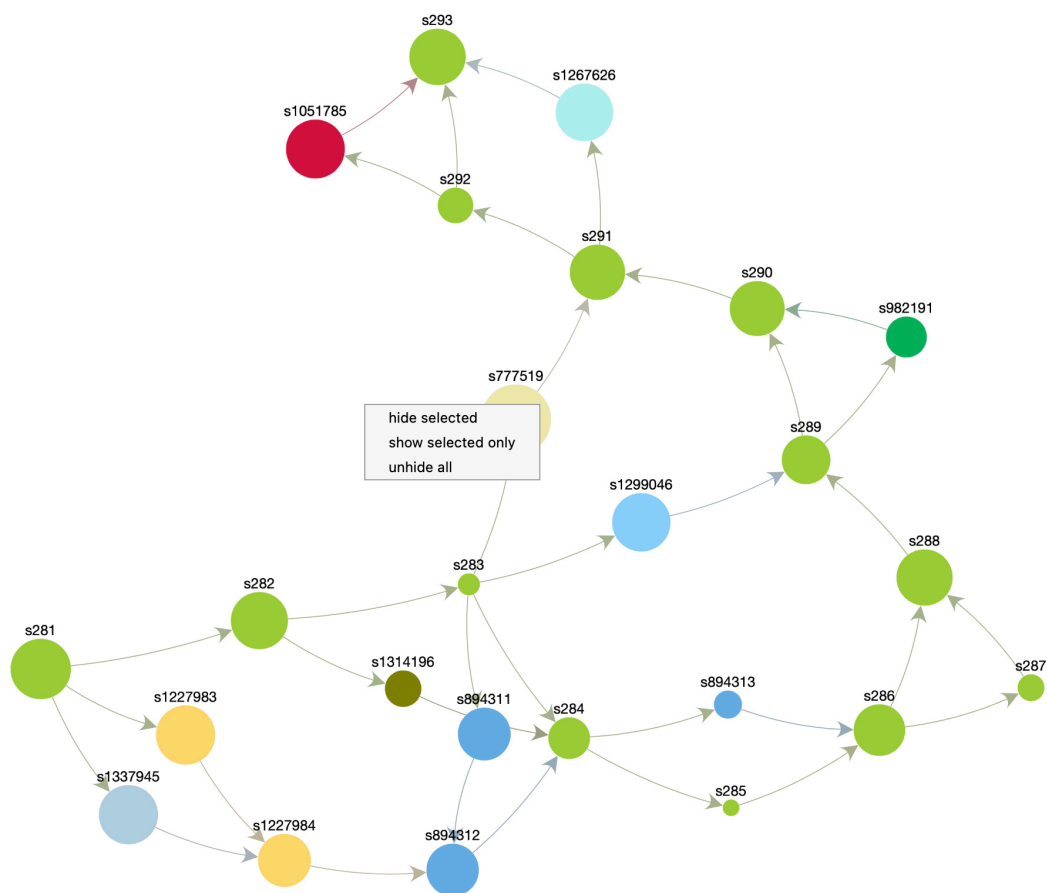 s293
s1267626
s1051785
s292
s291
s290
s982191
s777519
hide selected
show selected only
unhide all
s289
s1299046
s288
s283
s282
s281
s1314196
s287
s894313
s286
s1227983
s894311
s284
s1337945
s285
s1227984
s894312